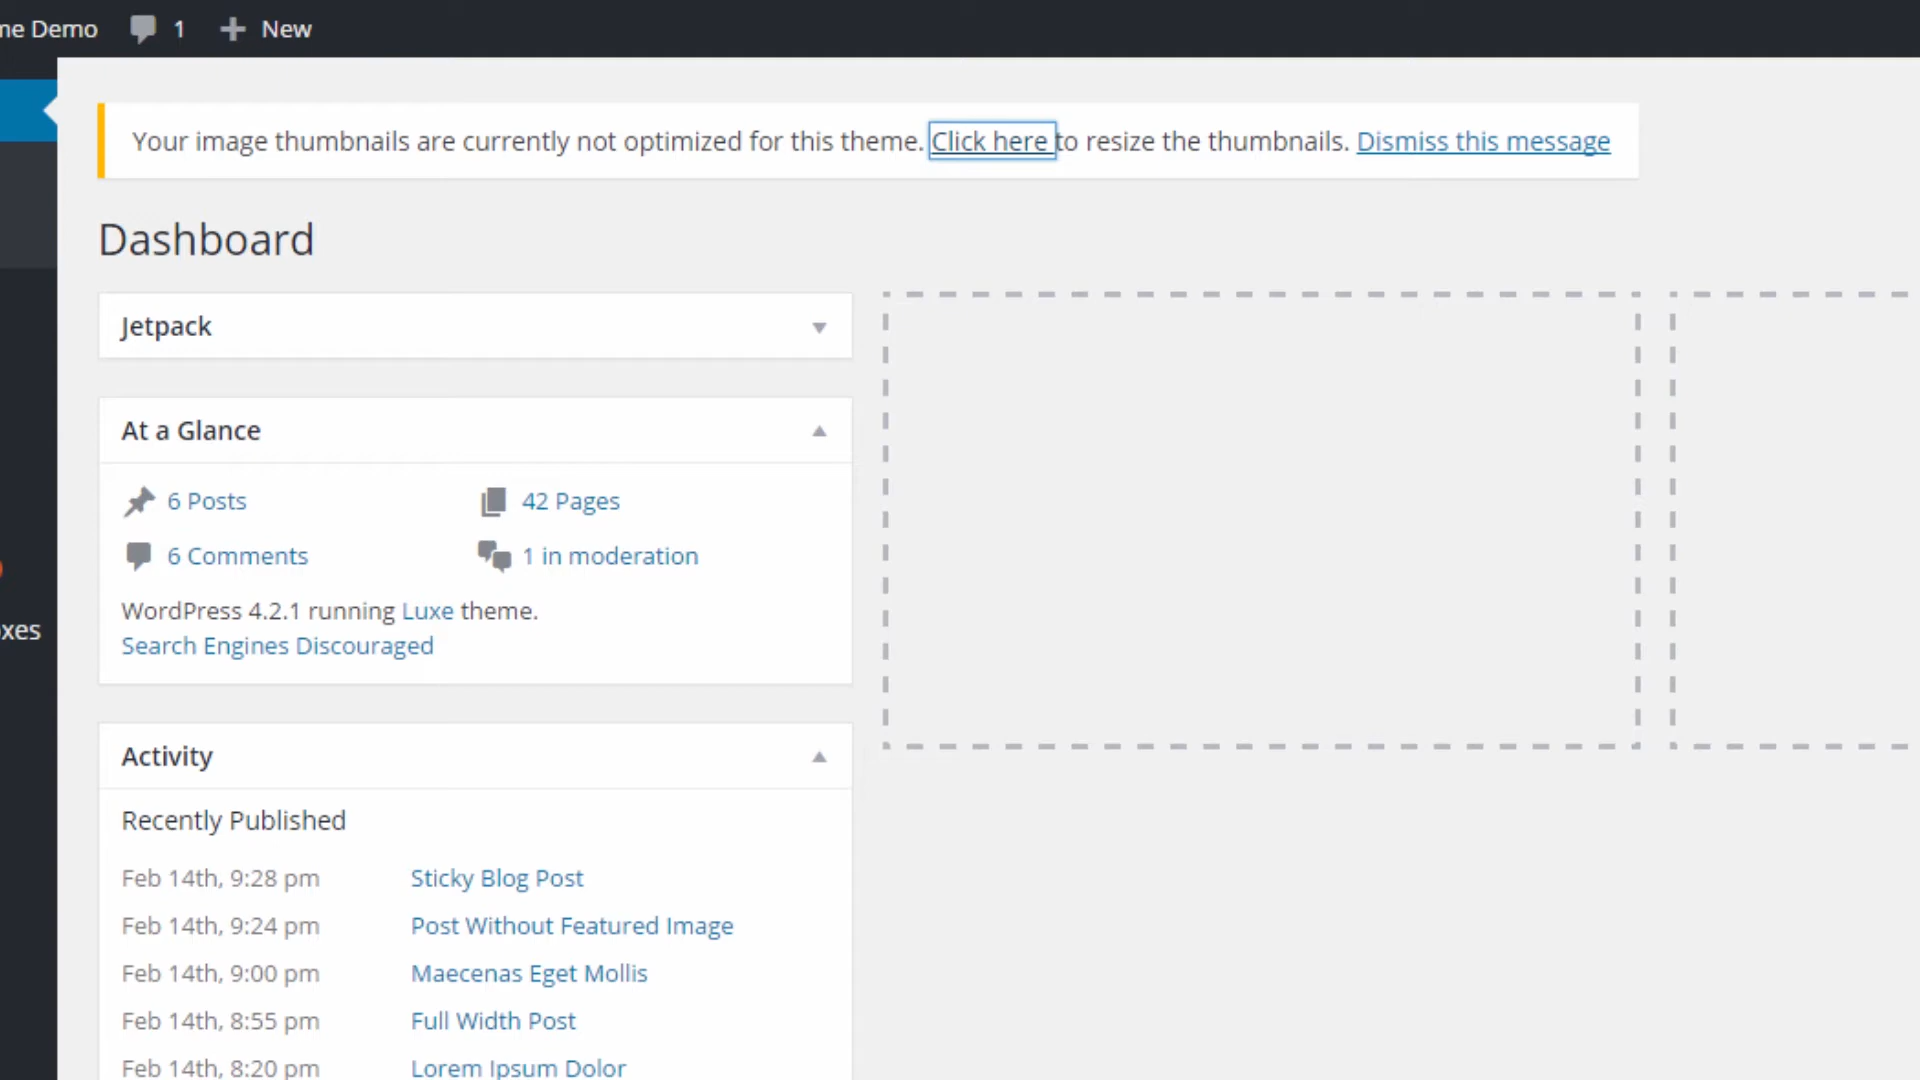 me Demo 1 New
Your image thumbnails are currently not optimized for this theme. Click here to resize the thumbnails. Dismiss this message
Dashboard
Jetpack
At a Glance
6 Posts 42 Pages
6 Comments 1 in moderation
WordPress 4.2.1 running Luxe theme.
Search Engines Discouraged
oxes
Activity
Recently Published
Feb 14th, 9:28 pm Sticky Blog Post
Feb 14th, 9:24 pm Post Without Featured Image
Feb 14th, 9:00 pm Maecenas Eget Mollis
Feb 14th, 8:55 pm Full Width Post
Feb 14th, 8:20 pm Lorem Ipsum Dolor